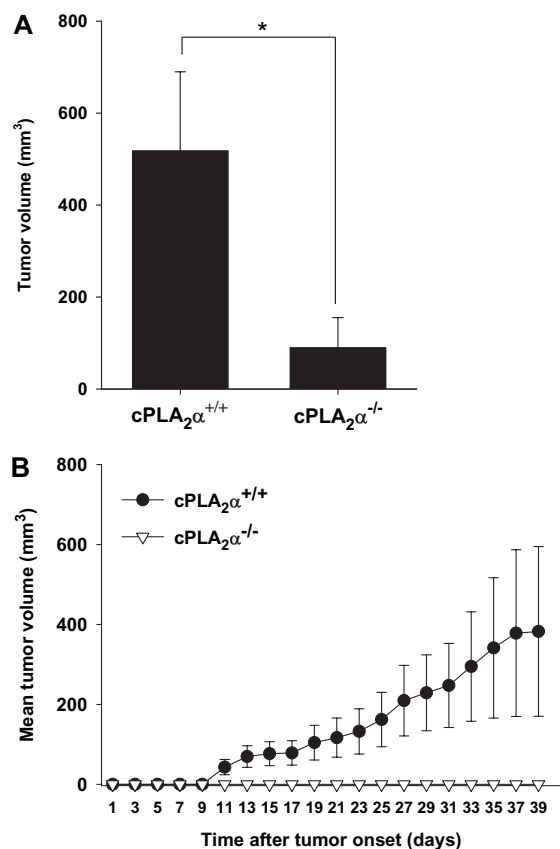 A
800
600
400
200
0
Tumor volume (mm³)
*
cPLA₂α⁺/⁺ cPLA₂α⁻/⁻
B
800
600
400
200
0
Mean tumor volume (mm³)
cPLA₂α⁺/⁺
cPLA₂α⁻/⁻
1 3 5 7 9 11 13 15 17 19 21 23 25 27 29 31 33 35 37 39
Time after tumor onset (days)